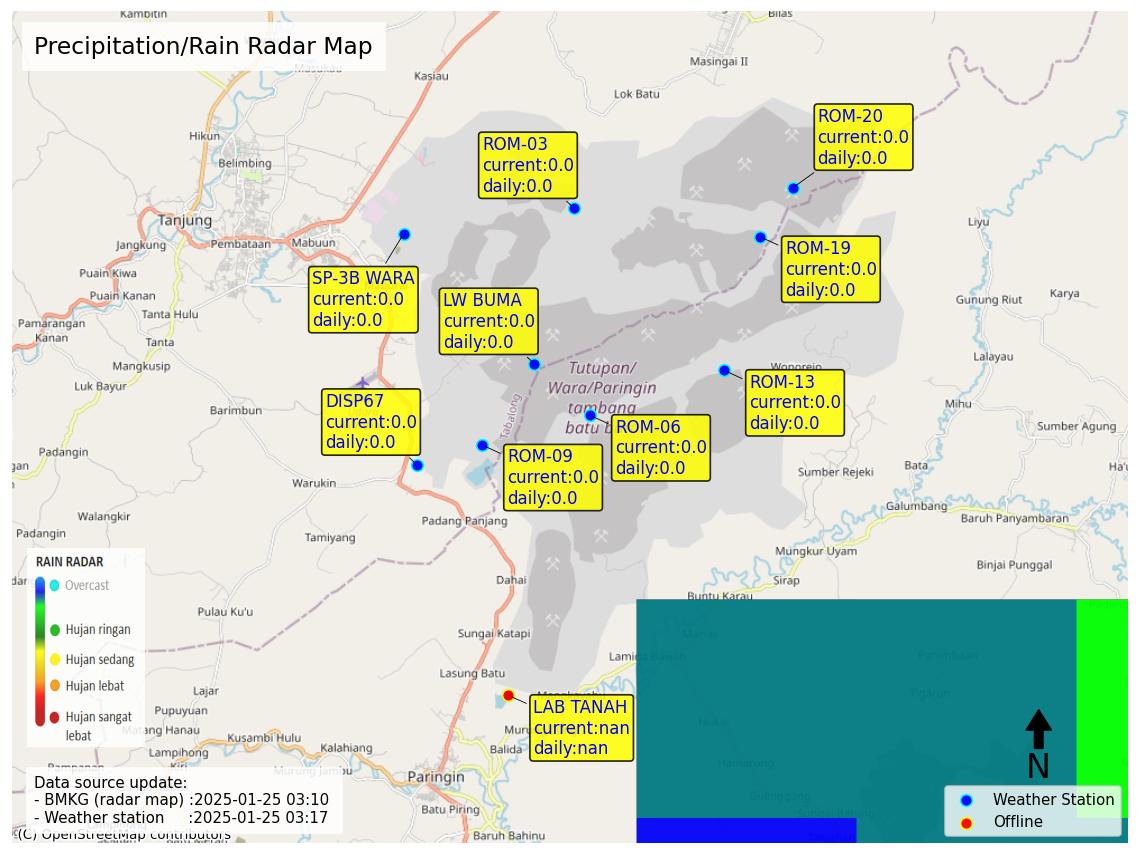 Precipitation/Rain Radar Map
Kambitin
Bilas
Masingai II
Kasiau
Lok Batu
Hikun
Belimbing
ROM-03
current:0.0
daily:0.0
ROM-20
current:0.0
daily:0.0
Tanjung
Jangkung
Pembataan
Mabuun
Liyu
ROM-19
current:0.0
daily:0.0
Puain Kiwa
Puain Kanan
SP-3B WARA
current:0.0
daily:0.0
LW BUMA
current:0.0
daily:0.0
Gunung Riut
Karya
Tanta Hulu
Pamarangan
Kanan
Tanta
Mangkusip
Lalayau
Luk Bayur
Tutupan/
Wara/Paringin
tambang
batu b
Wonorejo
ROM-13
current:0.0
daily:0.0
Barimbun
Mihu
DISP67
current:0.0
daily:0.0
Tabalong
ROM-06
current:0.0
daily:0.0
Sumber Agung
ROM-09
current:0.0
daily:0.0
Padang
Bata
Sumber Rejeki
Warukin
Galumbang
Baruh Panyambaran
Walangkir
Padang Panjang
Padangin
Tamiyang
Mungkur Uyam
Binjai Punggal
Dahai
Sirap
Buntu Karau
RAIN RADAR
Overcast
Hujan ringan
Hujan sedang
Hujan lebat
Hujan sangat
lebat
Pulau Ku'u
Sungai Katapi
Lasung Batu
Lajar
Pupuyuan
Matang Hanau
LAB TANAH
current:nan
daily:nan
Kusambi Hulu
Kalahiang
Balida
Lampihong
Murung Jambu
Paringin
Batu Piring
Baruh Bahinu
N
Data source update:
- BMKG (radar map) :2025-01-25 03:10
- Weather station :2025-01-25 03:17
Weather Station
Offline
(C) OpenStreetMap contributors